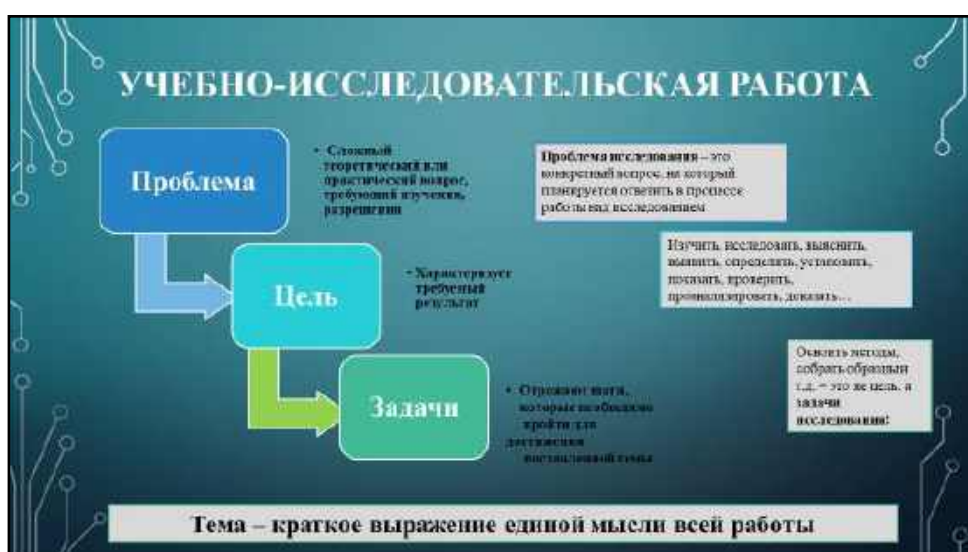 УЧЕБНО-ИССЛЕДОВАТЕЛЬСКАЯ РАБОТА
Проблема
• Сложный
теоретический или
практический вопрос,
требующий изучения,
разрешения
Проблема исследования – это
конкретный вопрос, на который
планируется ответить в процессе
работы над исследованием
Цель
• Характеризует
требуемый
результат
Изучить, исследовать, выяснить,
выявить, определить, установить,
показать, проверить,
проанализировать, доказать…
Задачи
• Отражают шаги,
которые необходимо
пройти для
достижения
поставленной
Освоить методы,
собрать образцы и
т.д. – это не цель, а
задачи
исследования!
Тема – краткое выражение единой мысли всей работы